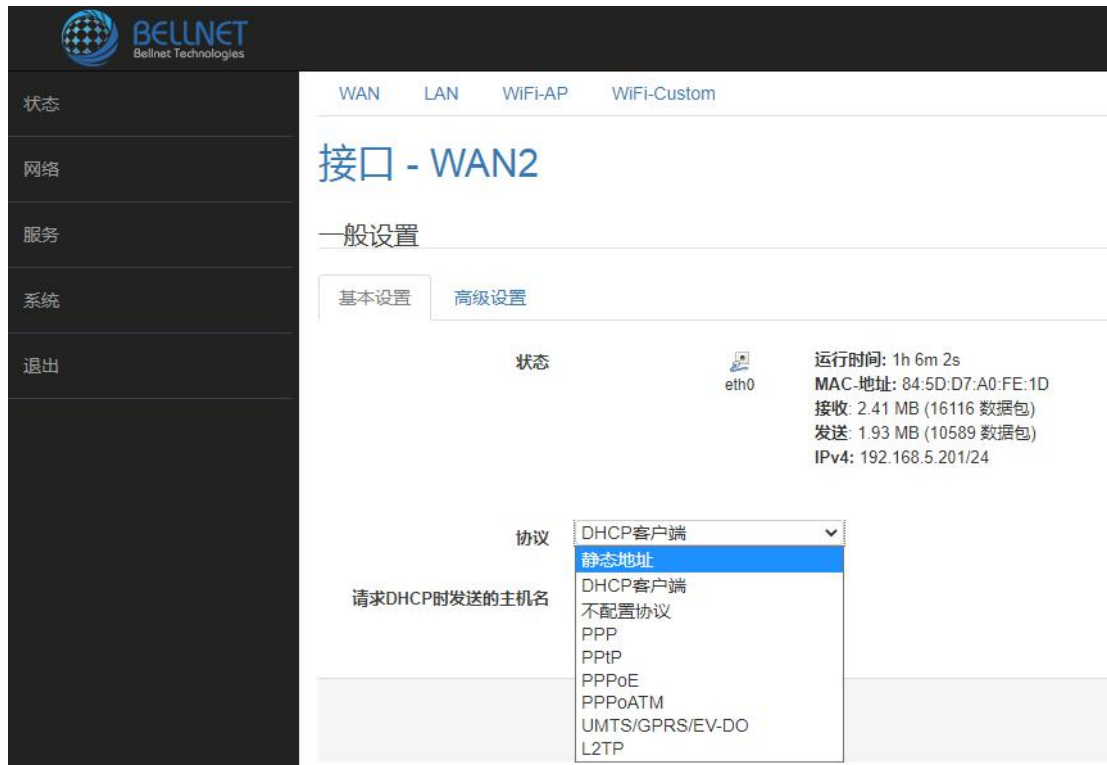 BELLNET
Bellnet Technologies
状态
网络
服务
系统
退出
WAN LAN WiFi-AP WiFi-Custom
接口 - WAN2
一般设置
基本设置 高级设置
状态
eth0
运行时间: 1h 6m 2s
MAC-地址: 84:5D:D7:A0:FE:1D
接收: 2.41 MB (16116 数据包)
发送: 1.93 MB (10589 数据包)
IPv4: 192.168.5.201/24
协议 DHCP客户端
请求DHCP时发送的主机名
静态地址
DHCP客户端
不配置协议
PPP
PPtP
PPPoE
PPPoATM
UMTS/GPRS/EV-DO
L2TP